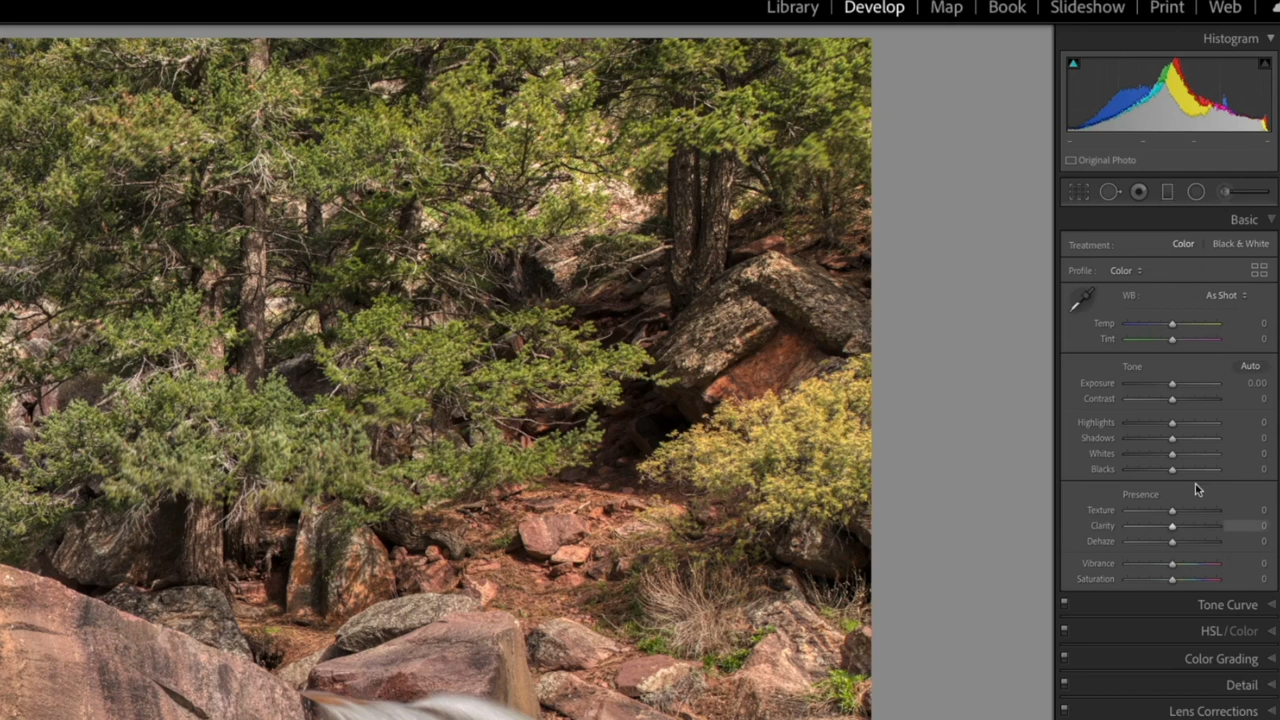 Library | Develop | Map | Book | Slideshow | Print | Web
Histogram
Original Photo
Basic
Treatment : Color Black & White
Profile : Color
WB : As Shot
Temp 0
Tint 0
Tone Auto
Exposure 0.00
Contrast 0
Highlights 0
Shadows 0
Whites 0
Blacks 0
Presence
Texture 0
Clarity 0
Dehaze 0
Vibrance 0
Saturation 0
Tone Curve
HSL / Color
Color Grading
Detail
Lens Corrections